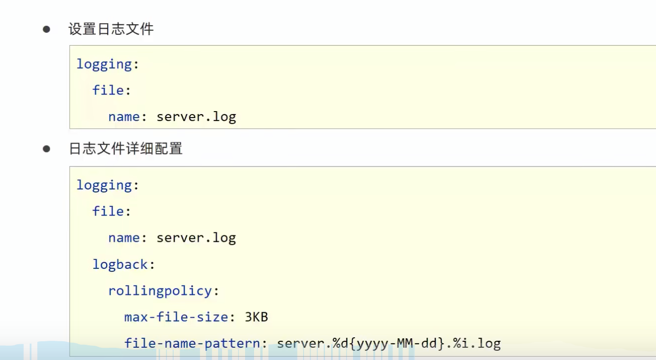 ● 设置日志文件
logging:
  file:
    name: server.log
● 日志文件详细配置
logging:
  file:
    name: server.log
  logback:
    rollingpolicy:
      max-file-size: 3KB
      file-name-pattern: server.%d{yyyy-MM-dd}.%i.log